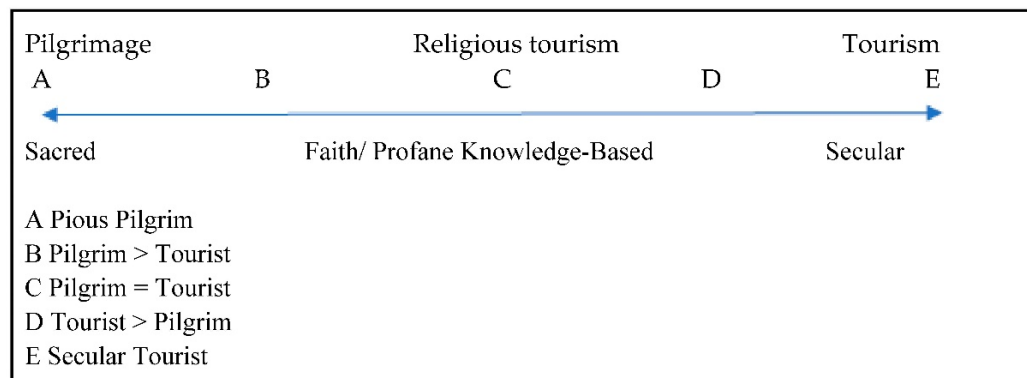 Pilgrimage Religious tourism Tourism
A B C D E
Sacred Faith/ Profane Knowledge-Based Secular
A Pious Pilgrim
B Pilgrim > Tourist
C Pilgrim = Tourist
D Tourist > Pilgrim
E Secular Tourist